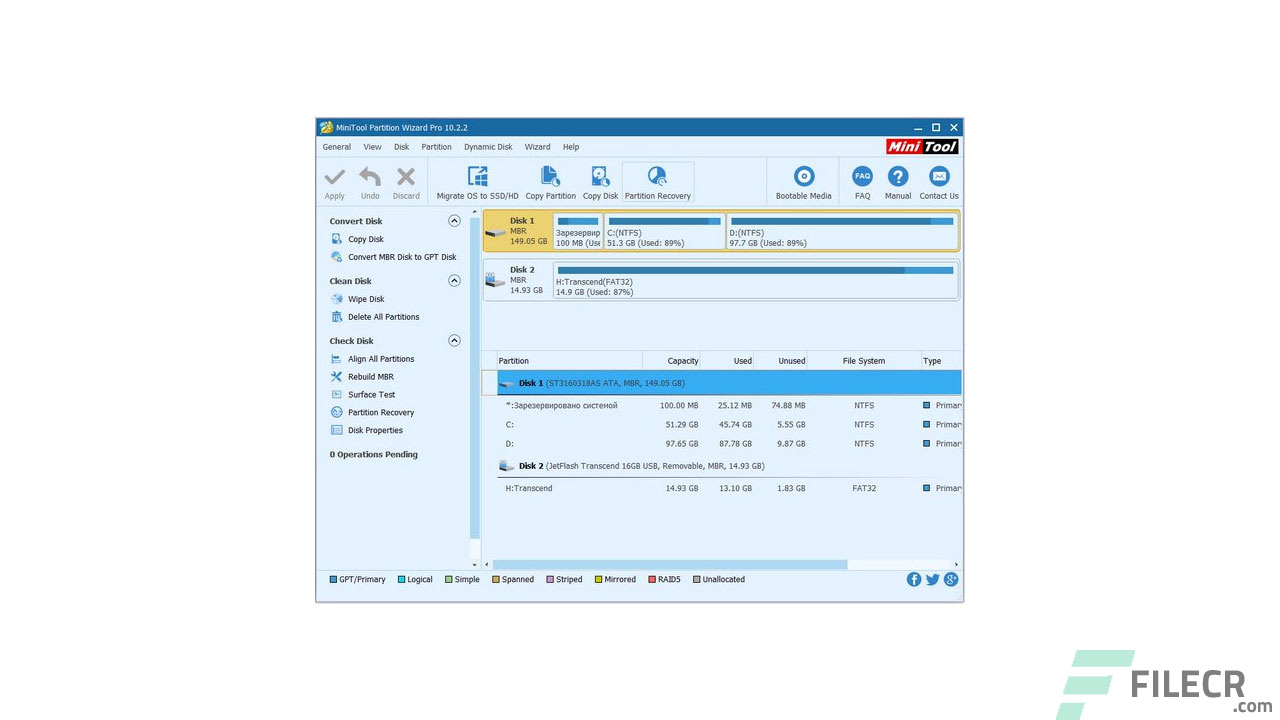 MiniTool Partition Wizard Pro 10.2.2
General View Disk Partition Dynamic Disk Wizard Help
Mini Tool
Apply Undo Discard Migrate OS to SSD/HD Copy Partition Copy Disk Partition Recovery Bootable Media FAQ FAQ Manual Contact Us
Convert Disk
Copy Disk
Convert MBR Disk to GPT Disk
Clean Disk
Wipe Disk
Delete All Partitions
Check Disk
Align All Partitions
Rebuild MBR
Surface Test
Partition Recovery
Disk Properties
0 Operations Pending
Disk 1
MBR
149.05 GB
Зарезервир
100 MB (Use
C:(NTFS)
51.3 GB (Used: 89%)
D:(NTFS)
97.7 GB (Used: 89%)
Disk 2
MBR
14.93 GB
H:Transcend(FAT32)
14.9 GB (Used: 87%)
Partition Capacity Used Unused File System Type
Disk 1 (ST3160318AS ATA, MBR, 149.05 GB)
*:Зарезервировано системой 100.00 MB 25.12 MB 74.88 MB NTFS Primar
C: 51.29 GB 45.74 GB 5.55 GB NTFS Primar
D: 97.65 GB 87.78 GB 9.87 GB NTFS Primar
Disk 2 (JetFlash Transcend 16GB USB, Removable, MBR, 14.93 GB)
H:Transcend 14.93 GB 13.10 GB 1.83 GB FAT32 Primar
GPT/Primary Logical Simple Spanned Striped Mirrored RAID5 Unallocated
FILECR
.com